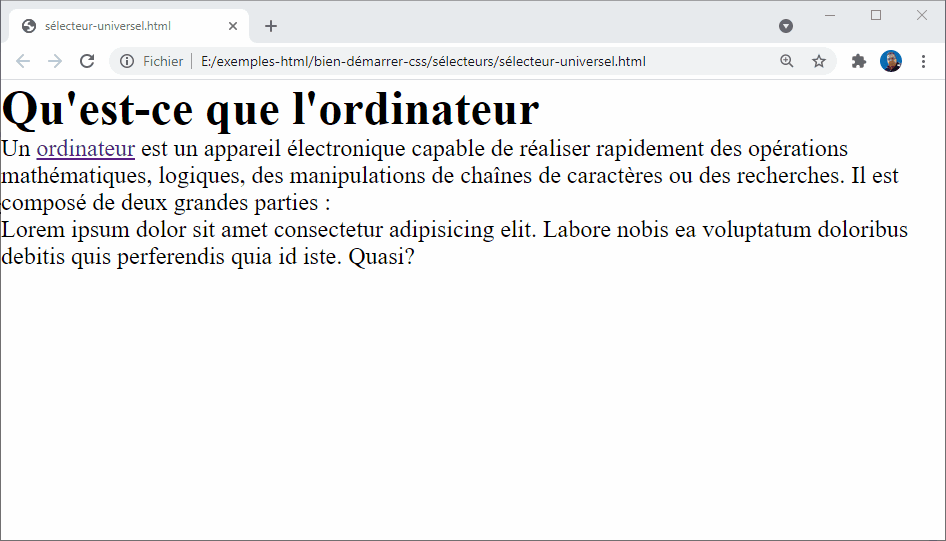 sélecteur-universel.html
Fichier E:/exemples-html/bien-démarrer-css/sélecteurs/sélecteur-universel.html
Qu'est-ce que l'ordinateur
Un ordinateur est un appareil électronique capable de réaliser rapidement des opérations
mathématiques, logiques, des manipulations de chaînes de caractères ou des recherches. Il est
composé de deux grandes parties :
Lorem ipsum dolor sit amet consectetur adipisicing elit. Labore nobis ea voluptatum doloribus
debitis quis perferendis quia id iste. Quasi?